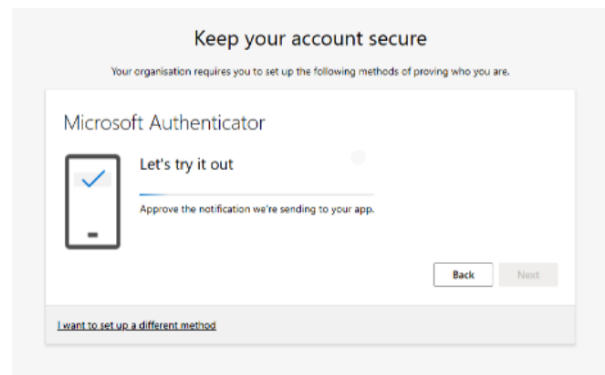 Keep your account secure
Your organisation requires you to set up the following methods of proving who you are.
Microsoft Authenticator
Let's try it out
Approve the notification we're sending to your app.
Back
Next
I want to set up a different method